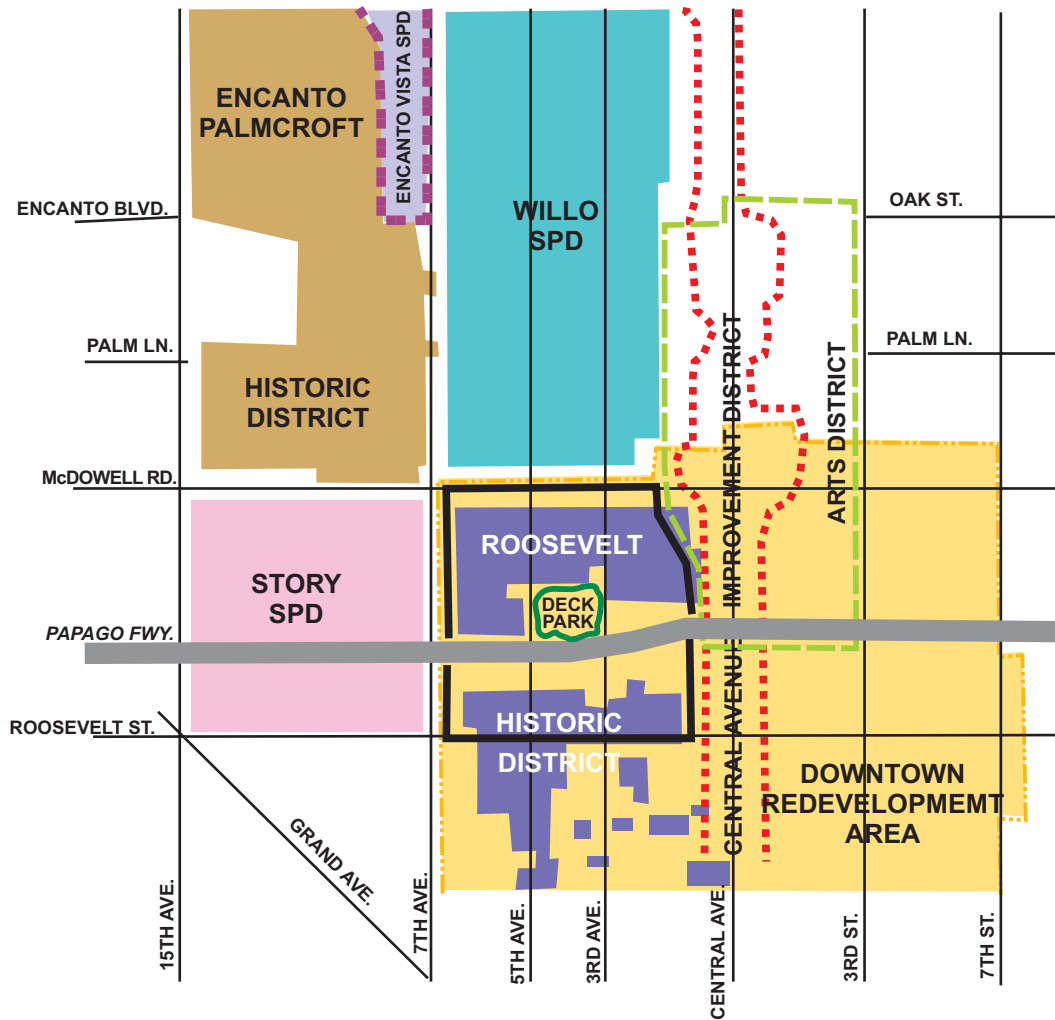 ENCANTO
PALMCROFT
ENCANTO VISTA SPD
ENCANTO BLVD.
WILLO
SPD
OAK ST.
PALM LN.
PALM LN.
HISTORIC
DISTRICT
CENTRAL AVENUE IMPROVEMENT DISTRICT
ARTS DISTRICT
McDOWELL RD.
ROOSEVELT
STORY
SPD
DECK
PARK
PAPAGO FWY.
ROOSEVELT ST.
HISTORIC
DISTRICT
DOWNTOWN
REDEVELOPMEMT
AREA
GRAND AVE.
15TH AVE.
7TH AVE.
5TH AVE.
3RD AVE.
CENTRAL AVE.
3RD ST.
7TH ST.